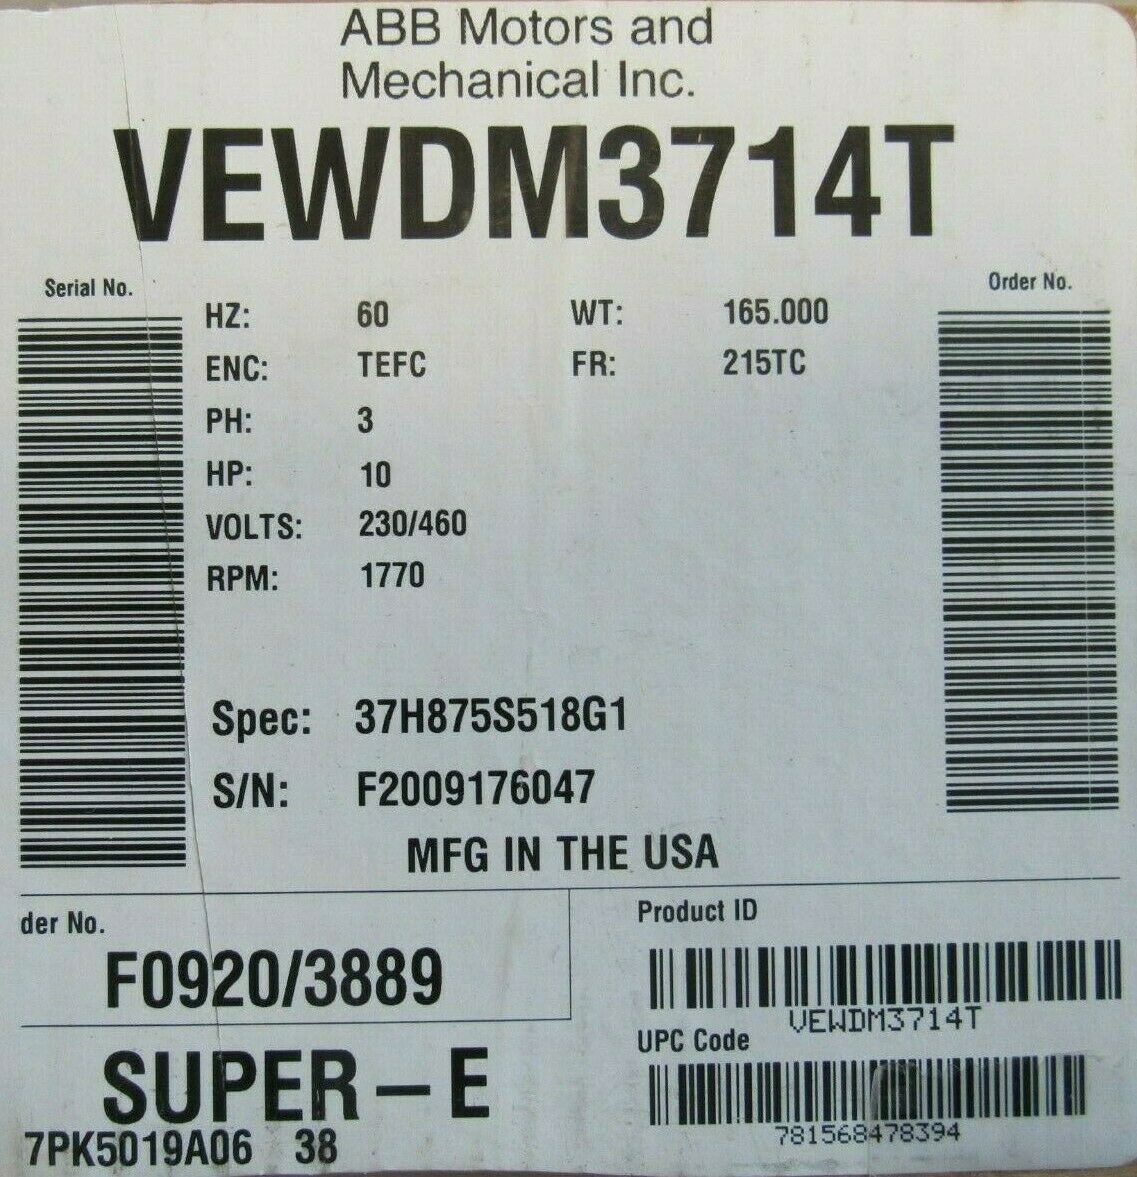 ABB Motors and
Mechanical Inc.
VEWDM3714T
Serial No.
Order No.
HZ: 60 WT: 165.000
ENC: TEFC FR: 215TC
PH: 3
HP: 10
VOLTS: 230/460
RPM: 1770
Spec: 37H875S518G1
S/N: F2009176047
MFG IN THE USA
der No.
F0920/3889
Product ID
VEWDM3714T
UPC Code
781568478394
SUPER – E
7PK5019A06 38